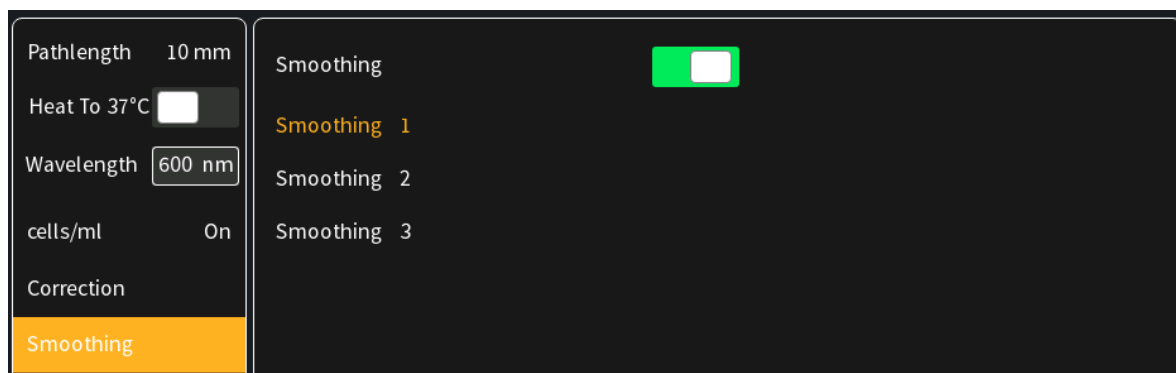 Pathlength 10 mm
Heat To 37°C
Wavelength 600 nm
cells/ml On
Correction
Smoothing
Smoothing
Smoothing 1
Smoothing 2
Smoothing 3